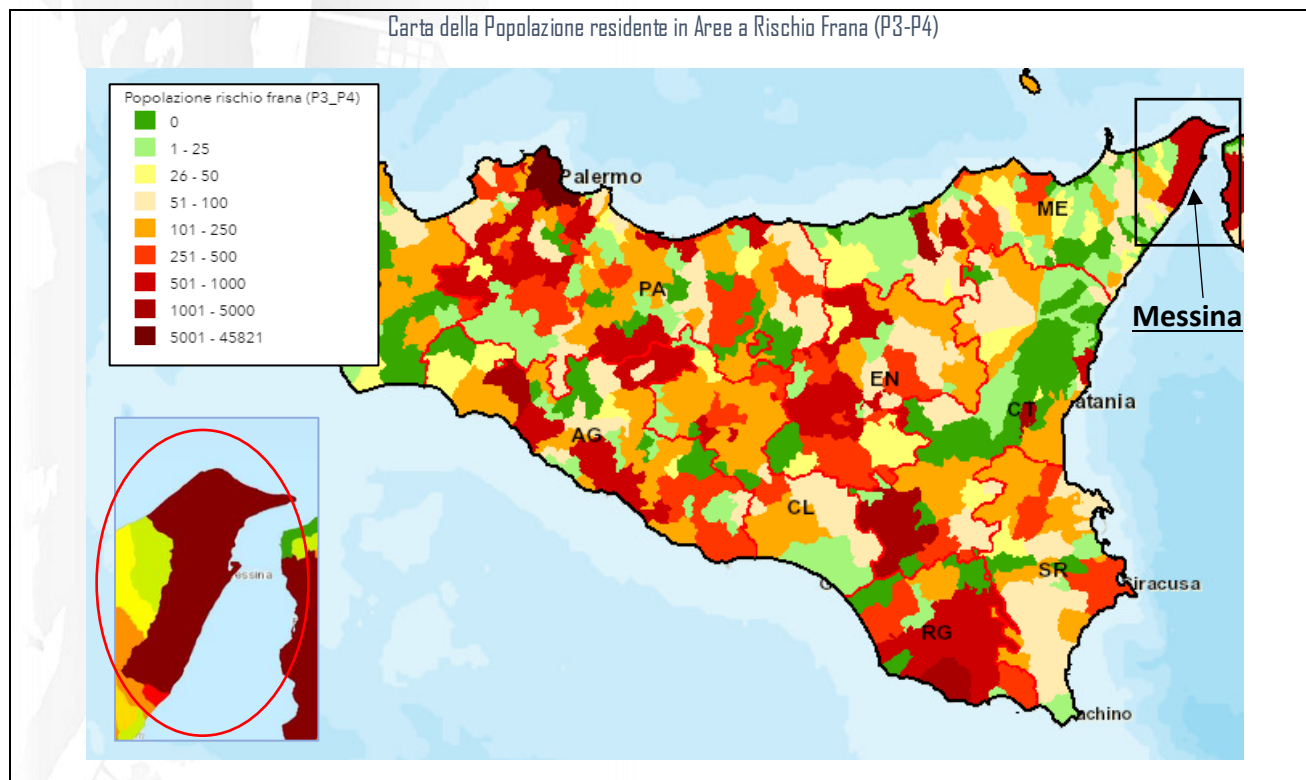 Carta della Popolazione residente in Aree a Rischio Frana (P3-P4)
Popolazione rischio frana (P3_P4)
0
1 - 25
26 - 50
51 - 100
101 - 250
251 - 500
501 - 1000
1001 - 5000
5001 - 45821
Palermo
ME
PA
Messina
EN
CT
atania
AG
CL
SR
Siracusa
RG
achino
G
essina